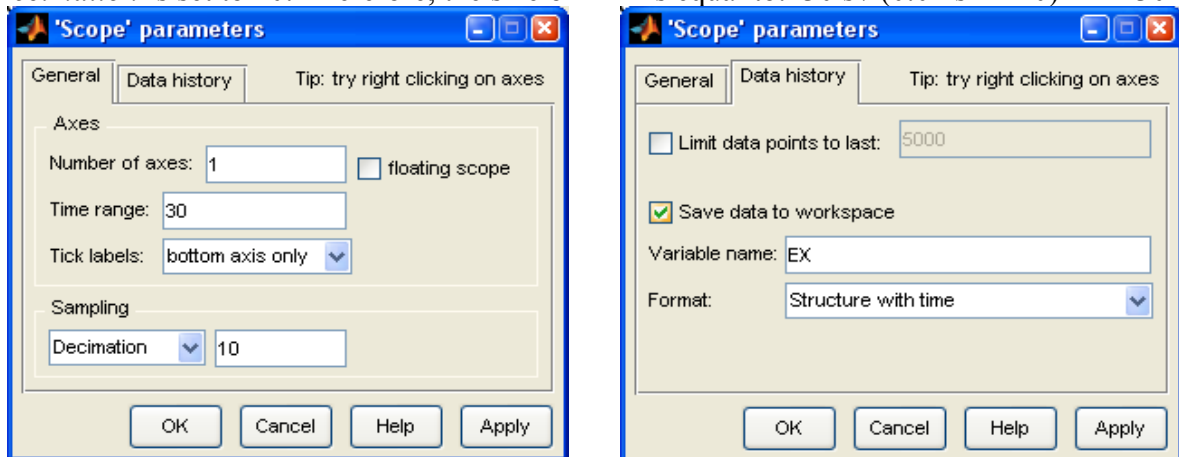 'Scope' parameters
General
Data history
Tip: try right clicking on axes
Axes
Number of axes: 1
floating scope
Time range: 30
Tick labels: bottom axis only
Sampling
Decimation 10
OK Cancel Help Apply
'Scope' parameters
General
Data history
Tip: try right clicking on axes
Limit data points to last: 5000
Save data to workspace
Variable name: EX
Format: Structure with time
OK Cancel Help Apply